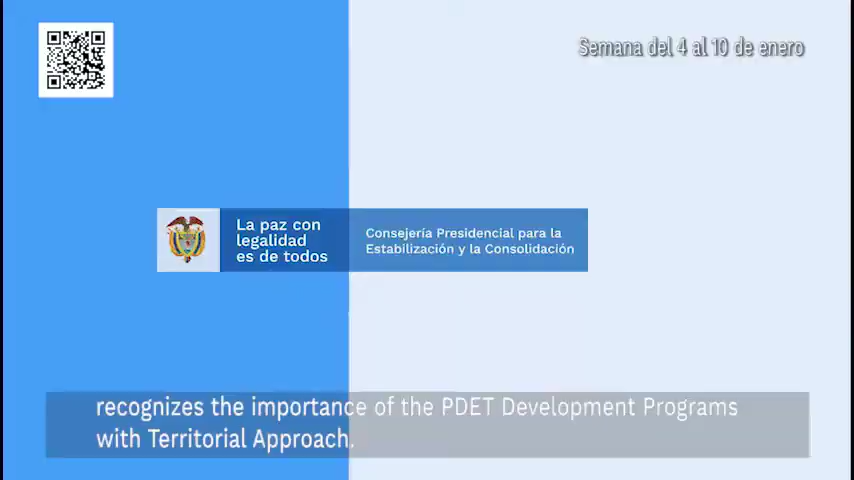 Semana del 4 al 10 de enero
La paz con
legalidad
es de todos
Consejería Presidencial para la
Estabilización y la Consolidación
recognizes the importance of the PDET Development Programs
with Territorial Approach.